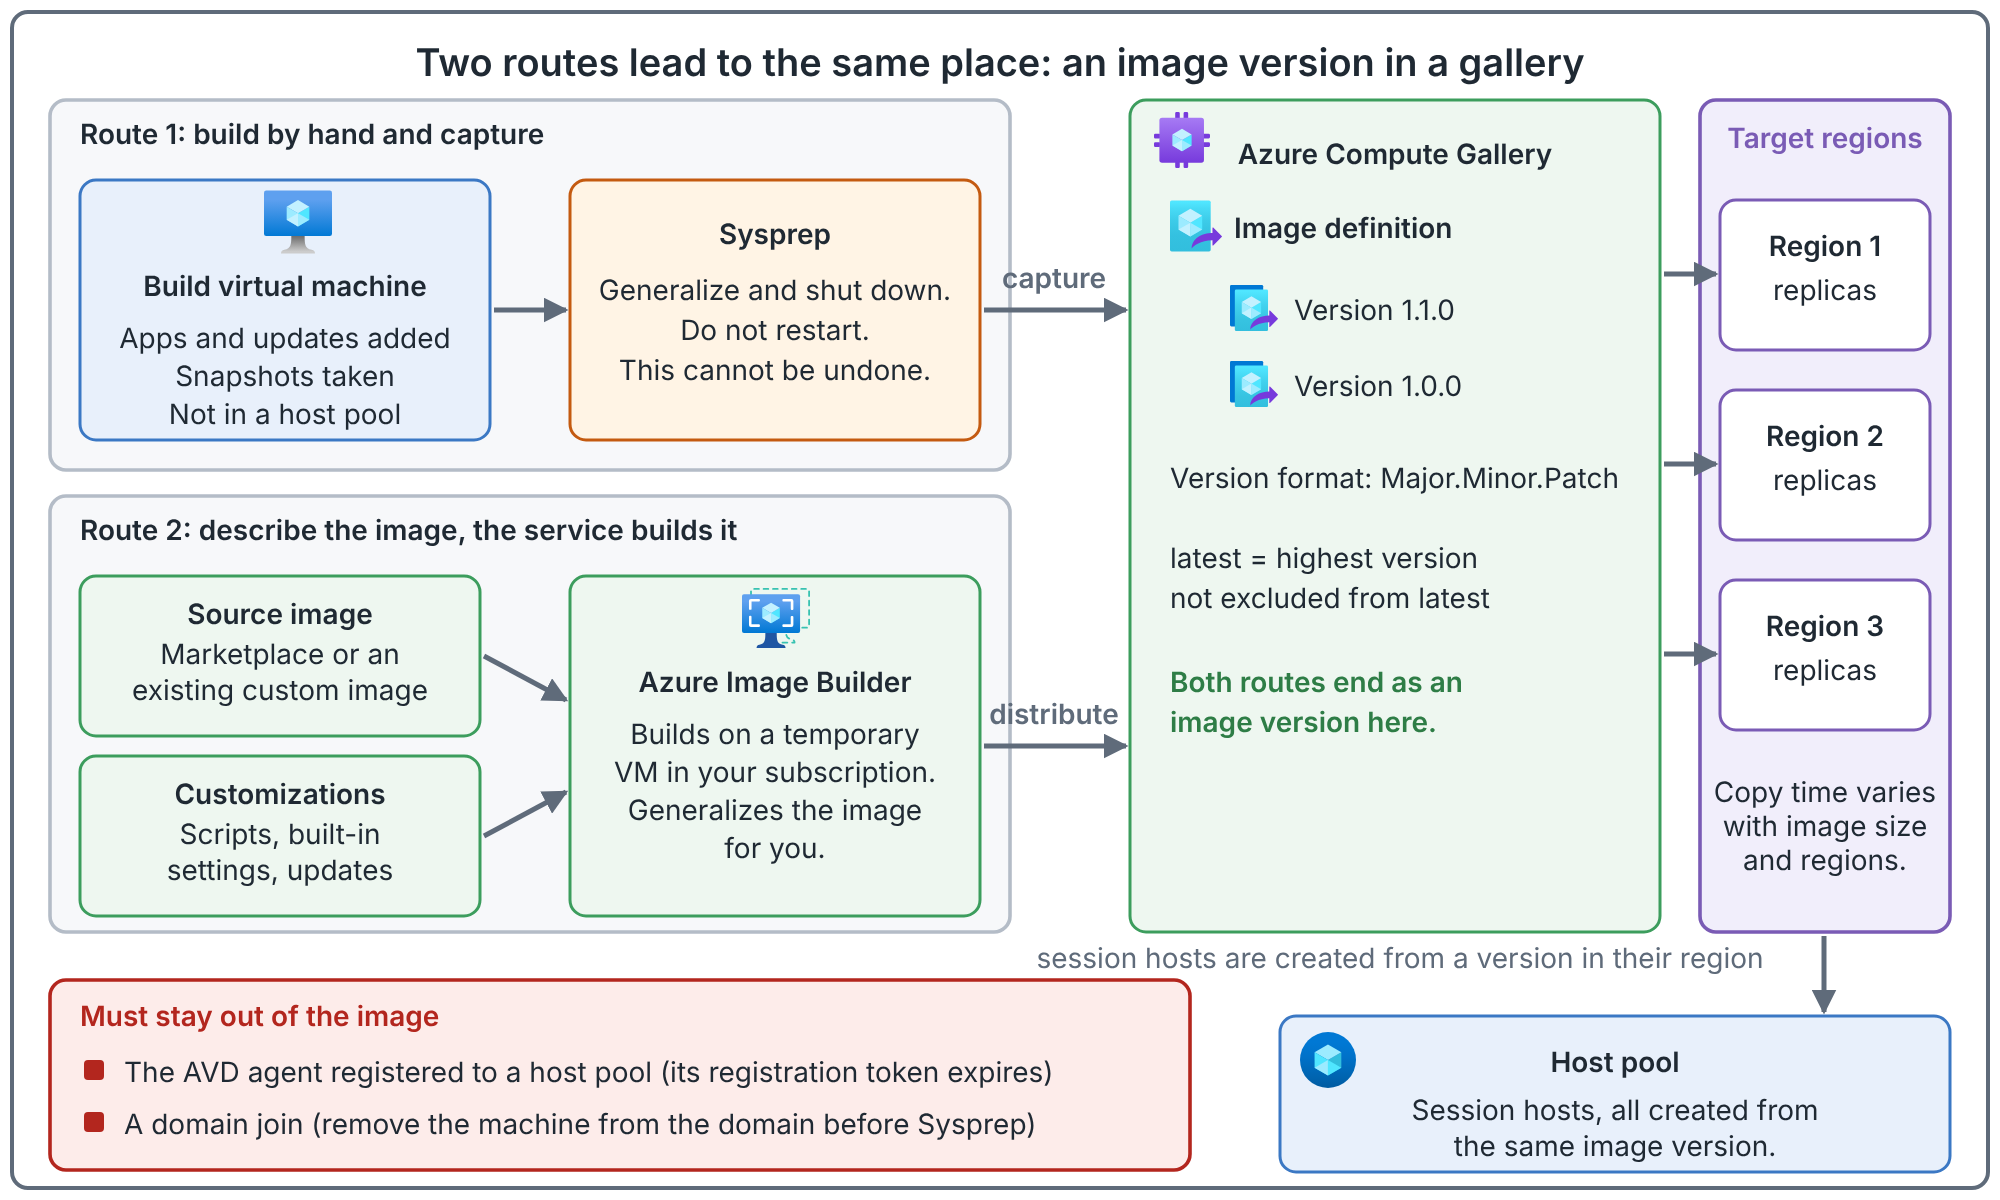 Two routes lead to the same place: an image version in a gallery
Route 1: build by hand and capture
Build virtual machine
Apps and updates added
Snapshots taken
Not in a host pool
Sysprep
Generalize and shut down.
Do not restart.
This cannot be undone.
capture
Route 2: describe the image, the service builds it
Source image
Marketplace or an
existing custom image
Customizations
Scripts, built-in
settings, updates
Azure Image Builder
Builds on a temporary
VM in your subscription.
Generalizes the image
for you.
distribute
Azure Compute Gallery
Image definition
Version 1.1.0
Version 1.0.0
Version format: Major.Minor.Patch
latest = highest version
not excluded from latest
Both routes end as an
image version here.
Target regions
Region 1
replicas
Region 2
replicas
Region 3
replicas
Copy time varies
with image size
and regions.
session hosts are created from a version in their region
Must stay out of the image
The AVD agent registered to a host pool (its registration token expires)
A domain join (remove the machine from the domain before Sysprep)
Host pool
Session hosts, all created from
the same image version.